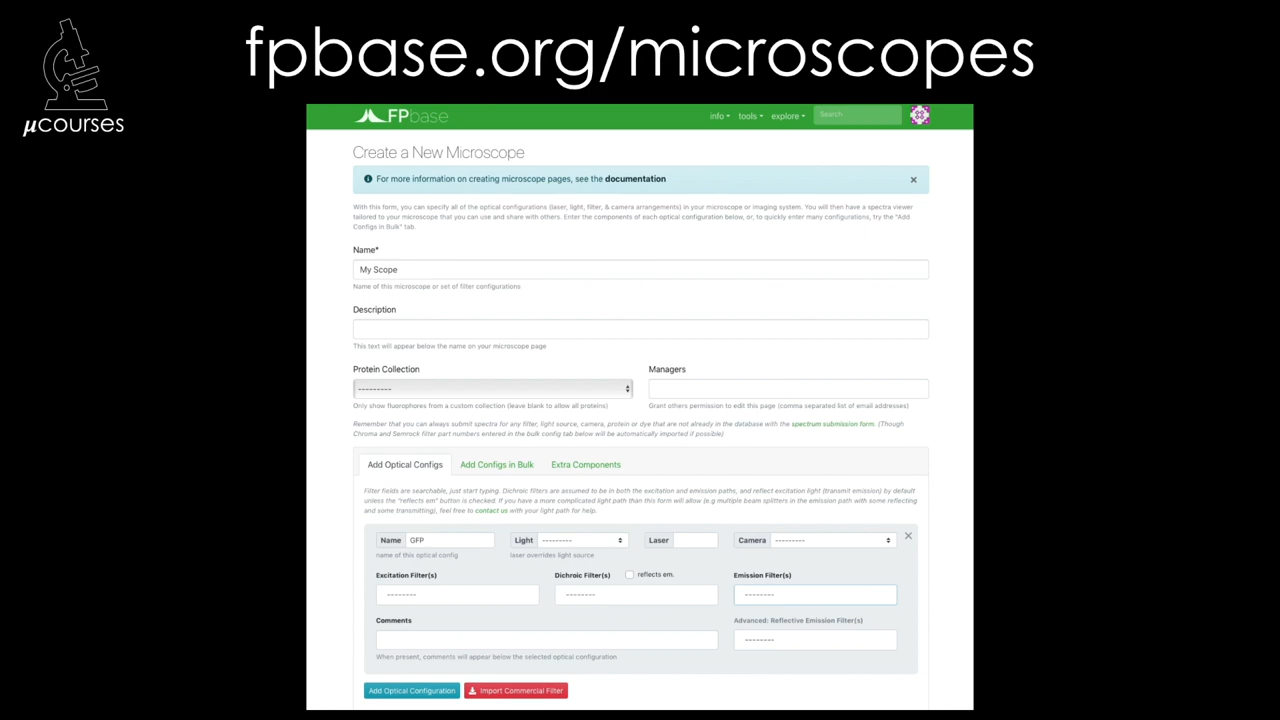 fpbase.org/microscopes
µcourses
FPbase
info tools explore Search
Create a New Microscope
For more information on creating microscope pages, see the documentation ×
With this form, you can specify all of the optical configurations (laser, light, filter, & camera arrangements) in your microscope or imaging system. You will then have a spectra viewer
tailored to your microscope that you can use and share with others. Enter the components of each optical configuration below, or, to quickly enter many configurations, try the "Add
Configs in Bulk" tab.
Name*
My Scope
Name of this microscope or set of filter configurations
Description
This text will appear below the name on your microscope page
Protein Collection Managers
---------
Only show fluorophores from a custom collection (leave blank to allow all proteins) Grant others permission to edit this page (comma separated list of email addresses)
Remember that you can always submit spectra for any filter, light source, camera, protein or dye that are not already in the database with the spectrum submission form. (Though
Chroma and Semrock filter part numbers entered in the bulk config tab below will be automatically imported if possible)
Add Optical Configs Add Configs in Bulk Extra Components
Filter fields are searchable, just start typing. Dichroic filters are assumed to be in both the excitation and emission paths, and reflect excitation light (transmit emission) by default
unless the "reflects em" button is checked. If you have a more complicated light path than this form will allow (e.g multiple beam splitters in the emission path with some reflecting
and some transmitting), feel free to contact us with your light path for help.
×
Name GFP Light --------- Laser Camera ---------
name of this optical config laser overrides light source
Excitation Filter(s) Dichroic Filter(s) reflects em. Emission Filter(s)
-------- -------- --------
Comments Advanced: Reflective Emission Filter(s)
--------
When present, comments will appear below the selected optical configuration
Add Optical Configuration Import Commercial Filter